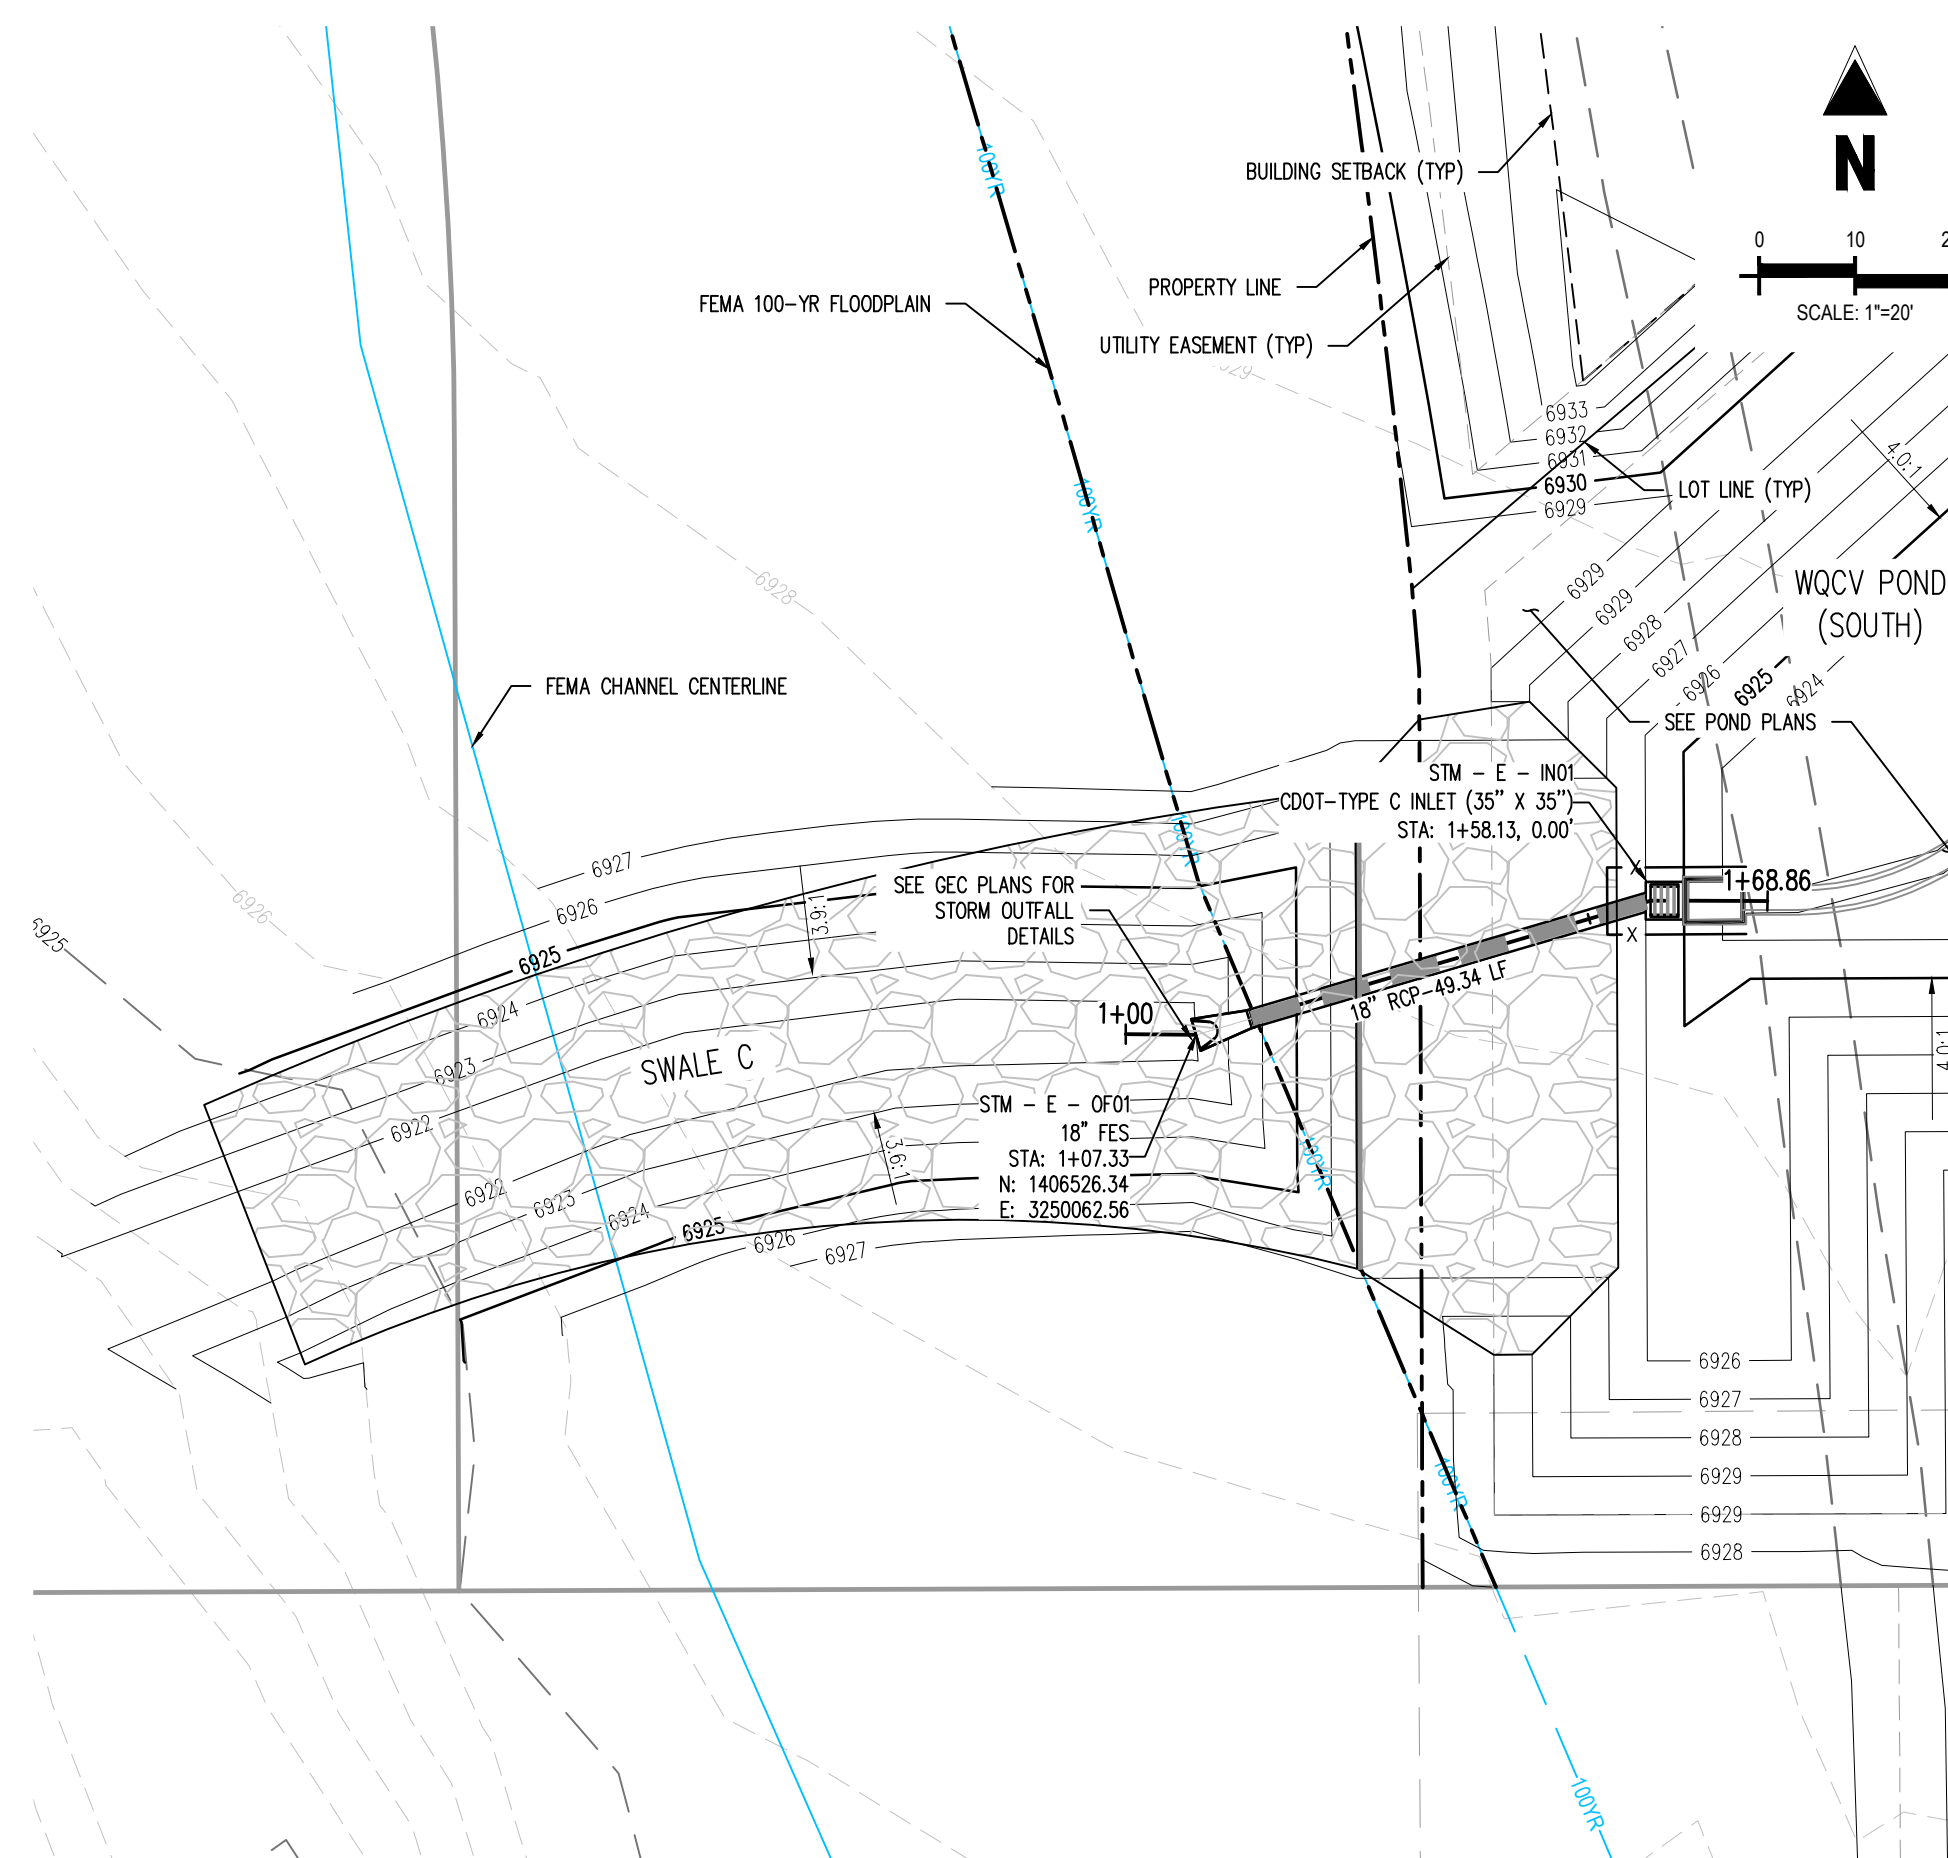 N
0 10 2
SCALE: 1"=20'
100YR
BUILDING SETBACK (TYP)
PROPERTY LINE
FEMA 100-YR FLOODPLAIN
UTILITY EASEMENT (TYP)
6929
6933
6932
6931
6930
6929
4.0:1
LOT LINE (TYP)
100YR
6928
6929
6929
6928
6927
6926
6925
6924
WQCV POND
(SOUTH)
FEMA CHANNEL CENTERLINE
SEE POND PLANS
STM - E - IN01
CDOT-TYPE C INLET (35" X 35")
STA: 1+58.13, 0.00'
100YR
6927
6926
6925
6924
6923
6922
6926
6925
3.9:1
SEE GEC PLANS FOR
STORM OUTFALL
DETAILS
X
X
1+68.86
18" RCP-49.34 LF
1+00
SWALE C
4.0:1
STM - E - OF01
18" FES
STA: 1+07.33
N: 1406526.34
E: 3250062.56
3.6:1
100YR
6922
6923
6924
6925
6926
6927
6926
6927
6928
6929
6929
6928
100YR
100YR